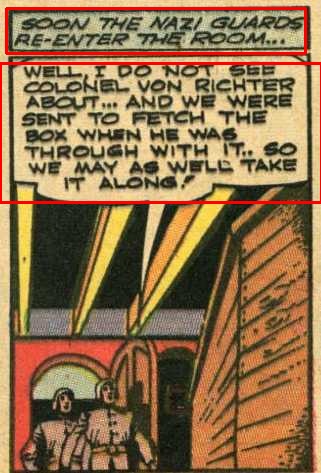 SOON THE NAZI GUARDS
RE-ENTER THE ROOM...
WELL, I DO NOT SEE
COLONEL VON RICHTER
ABOUT... AND WE WERE
SENT TO FETCH THE
BOX WHEN HE WAS
THROUGH WITH IT.. SO
WE MAY AS WELL TAKE
IT ALONG!